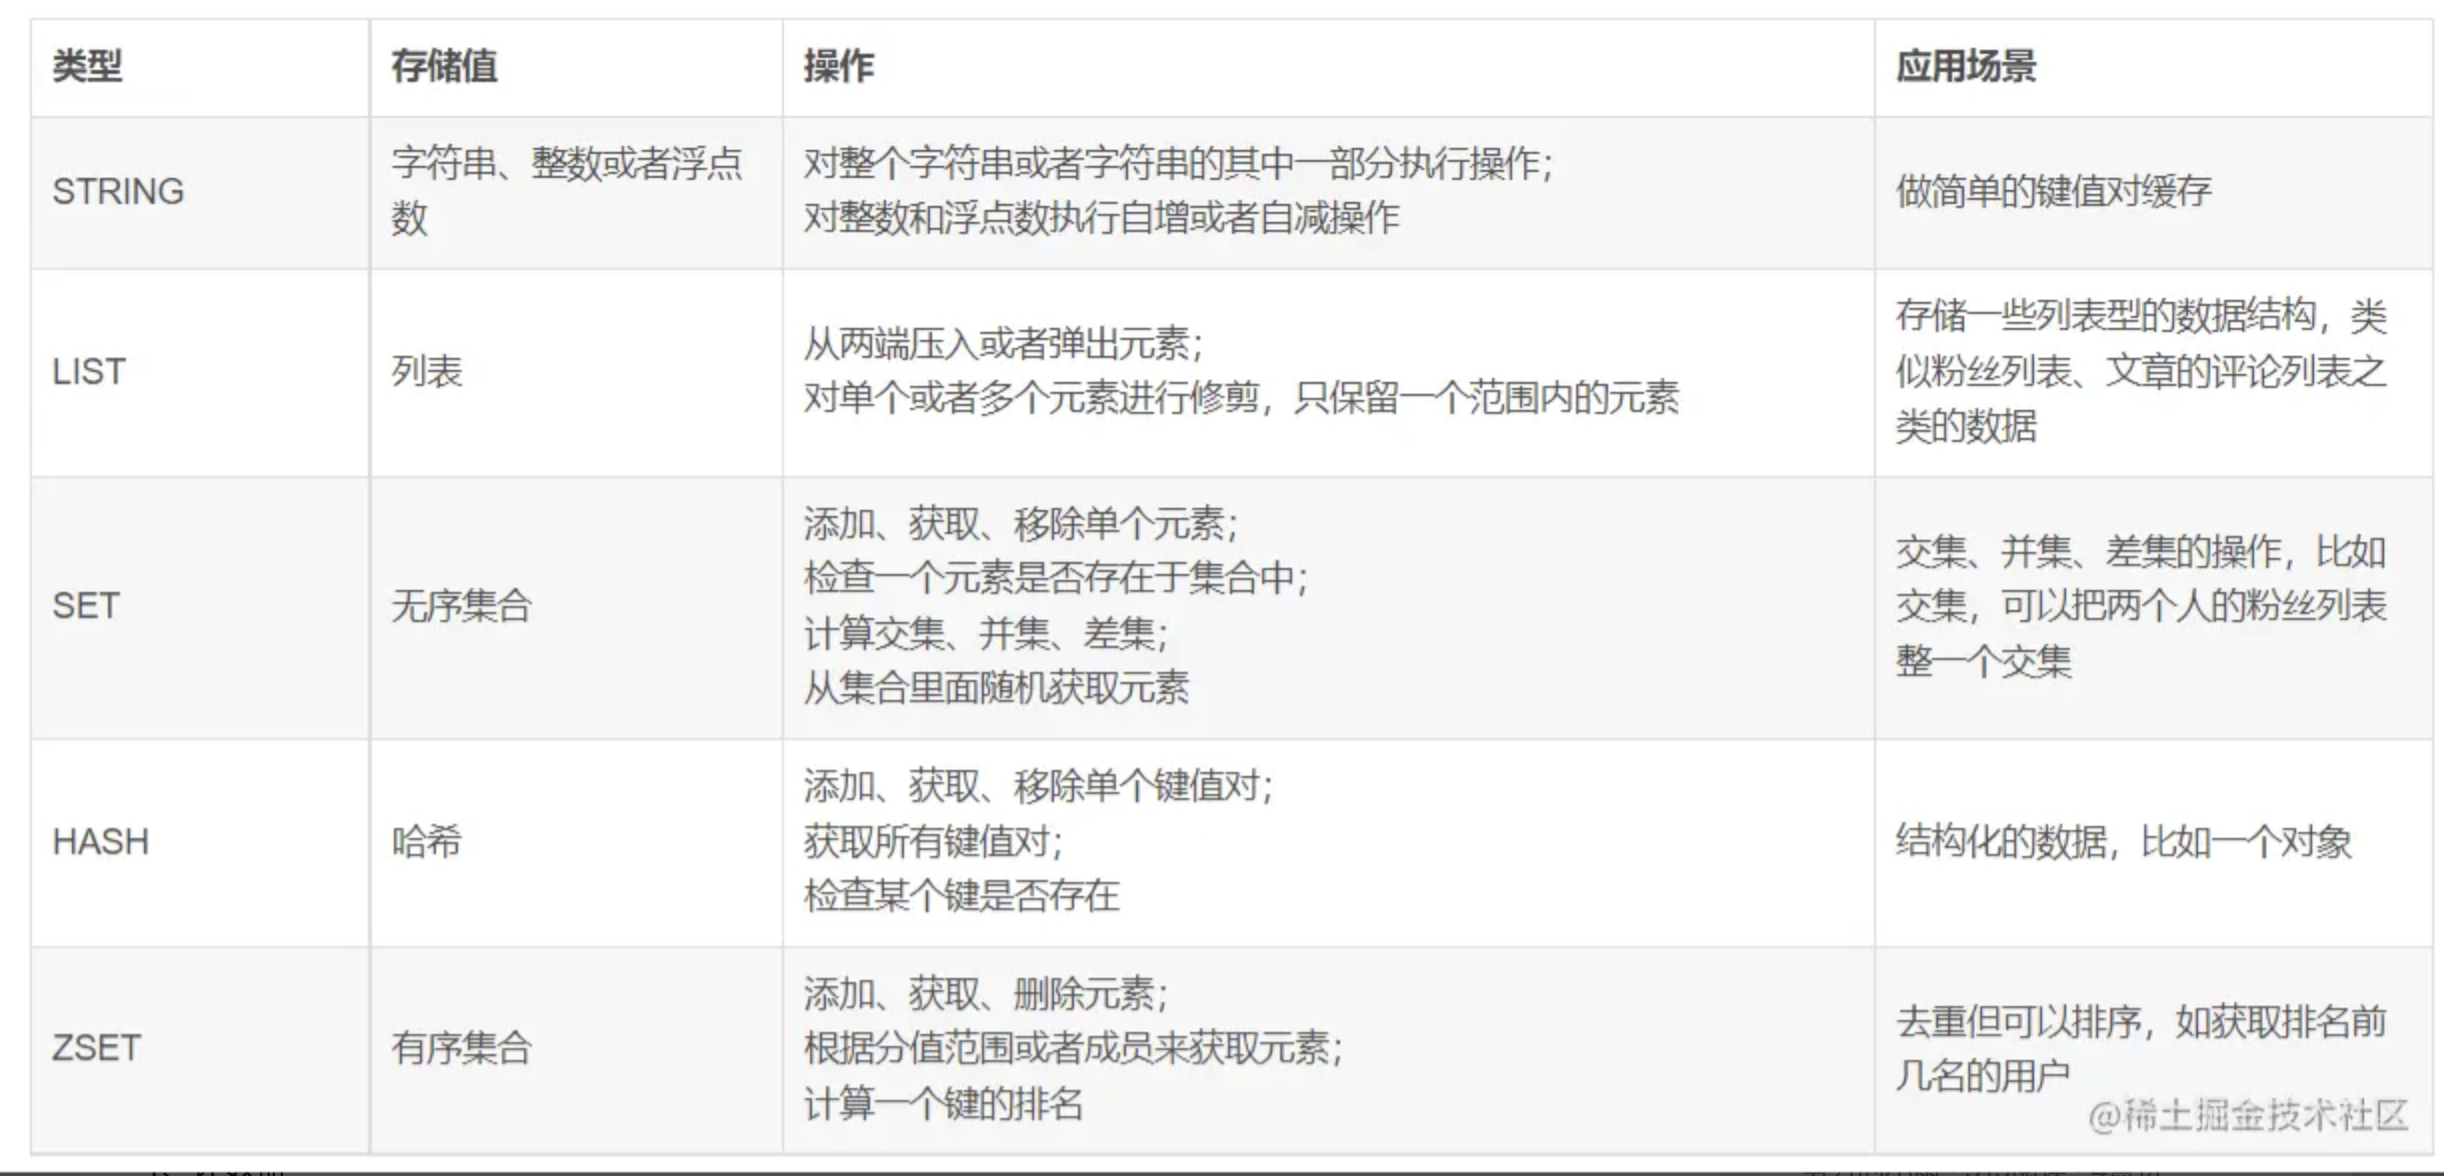 类型
存储值
操作
应用场景
STRING
字符串、整数或者浮点
数
对整个字符串或者字符串的其中一部分执行操作；
对整数和浮点数执行自增或者自减操作
做简单的键值对缓存
LIST
列表
从两端压入或者弹出元素；
对单个或者多个元素进行修剪，只保留一个范围内的元素
存储一些列表型的数据结构，类
似粉丝列表、文章的评论列表之
类的数据
SET
无序集合
添加、获取、移除单个元素；
检查一个元素是否存在于集合中；
计算交集、并集、差集；
从集合里面随机获取元素
交集、并集、差集的操作，比如
交集，可以把两个人的粉丝列表
整一个交集
HASH
哈希
添加、获取、移除单个键值对；
获取所有键值对；
检查某个键是否存在
结构化的数据，比如一个对象
ZSET
有序集合
添加、获取、删除元素；
根据分值范围或者成员来获取元素；
计算一个键的排名
去重但可以排序，如获取排名前
几名的用户
@稀土掘金技术社区